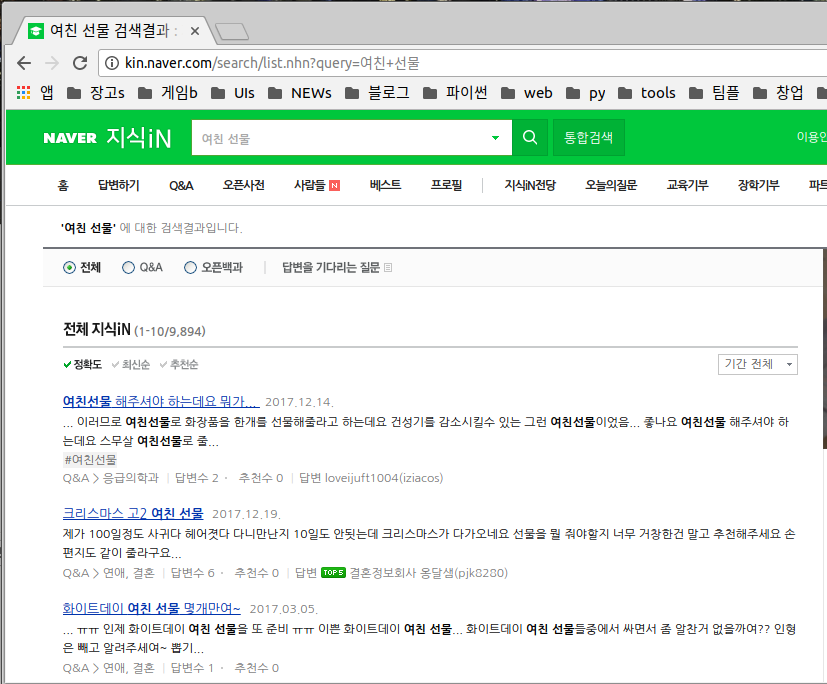 여친 선물 검색결과 :
kin.naver.com/search/list.nhn?query=여친+선물
앱 장고s 게임b UIs NEWs 블로그 파이썬 web py tools 팀플 창업
NAVER 지식iN 여친 선물 통합검색 이용안
홈 답변하기 Q&A 오픈사전 사람들 N 베스트 프로필 지식iN전당 오늘의질문 교육기부 장학기부 파트
'여친 선물' 에 대한 검색결과입니다.
전체 Q&A 오픈백과 답변을 기다리는 질문
전체 지식iN (1-10/9,894)
정확도 최신순 추천순 기간 전체
여친선물 해주셔야 하는데요 뭐가... 2017.12.14.
... 이러므로 여친선물로 화장품을 한개를 선물해줄라고 하는데요 건성기를 감소시킬수 있는 그런 여친선물이었음... 좋나요 여친선물 해주셔야 하
는데요 스무살 여친선물로 줄...
#여친선물
Q&A > 응급의학과 답변수 2 · 추천수 0 답변 loveijuft1004(iziacos)
크리스마스 고2 여친 선물 2017.12.19.
제가 100일정도 사귀다 헤어졋다 다니만난지 10일도 안됫는데 크리스마스가 다가오네요 선물을 뭘 줘야할지 너무 거창한건 말고 추천해주세요 손
편지도 같이 줄라구요...
Q&A > 연애, 결혼 답변수 6 · 추천수 0 답변 TOP 5 결혼정보회사 옹달샘(pjk8280)
화이트데이 여친 선물 몇개만여~ 2017.03.05.
... ㅠㅠ 인제 화이트데이 여친 선물을 또 준비 ㅠㅠ 이쁜 화이트데이 여친 선물... 화이트데이 여친 선물들중에서 싸면서 좀 알찬거 없을까여?? 인형
은 빼고 알려주세여~ 뽑기...
Q&A > 연애, 결혼 답변수 1 · 추천수 0